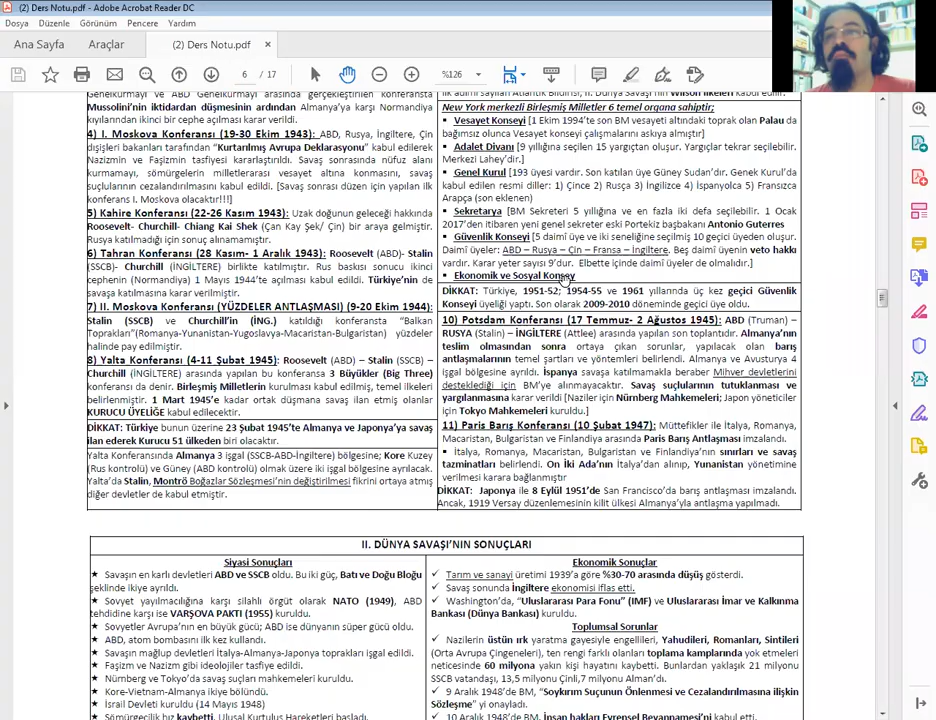 (2) Ders Notu.pdf - Adobe Acrobat Reader DC
Dosya Düzenle Görünüm Pencere Yardım
Ana Sayfa Araçlar (2) Ders Notu.pdf ×
6 / 17 %126
Genelkurmayı ve ABD Genelkurmayı arasında gerçekleştirilen konferansta
Mussolini'nin iktidardan düşmesinin ardından Almanya'ya karşı Normandiya
kıyılarından ikinci bir cephe açılması karar verildi.
4) I. Moskova Konferansı (19-30 Ekim 1943): ABD, Rusya, İngiltere, Çin
dışişleri bakanları tarafından "Kurtarılmış Avrupa Deklarasyonu" kabul edilerek
Nazizmin ve Faşizmin tasfiyesi kararlaştırıldı. Savaş sonrasında nüfuz alanı
kurmamayı, sömürgelerin milletlerarası vesayet altına konmasını, savaş
suçlularının cezalandırılmasını kabul edildi. [Savaş sonrası düzen için yapılan ilk
konferans I. Moskova olacaktır!!!]
5) Kahire Konferansı (22-26 Kasım 1943): Uzak doğunun geleceği hakkında
Roosevelt- Churchill- Chiang Kai Shek (Çan Kay Şek/ Çin) bir araya gelmiştir.
Rusya katılmadığı için sonuç alınamamıştır.
6) Tahran Konferansı (28 Kasım- 1 Aralık 1943): Roosevelt (ABD)- Stalin
(SSCB)- Churchill (İNGİLTERE) birlikte katılmıştır. Rus baskısı sonucu ikinci
cephenin (Normandiya) 1 Mayıs 1944'te açılması kabul edildi. Türkiye'nin de
savaşa katılmasına karar verilmiştir.
7) II. Moskova Konferansı (YÜZDELER ANTLAŞMASI) (9-20 Ekim 1944):
Stalin (SSCB) ve Churchill'in (İNG.) katıldığı konferansta "Balkan
Toprakları"(Romanya-Yunanistan-Yugoslavya-Macaristan-Bulgaristan) yüzdeler
halinde pay edilmiştir.
8) Yalta Konferansı (4-11 Şubat 1945): Roosevelt (ABD) – Stalin (SSCB) –
Churchill (İNGİLTERE) arasında yapılan bu konferansa 3 Büyükler (Big Three)
konferansı da denir. Birleşmiş Milletlerin kurulması kabul edilmiş, temel ilkeleri
belirlenmiştir. 1 Mart 1945'e kadar ortak düşmana savaş ilan etmiş olanlar
KURUCU ÜYELİĞE kabul edilecektir.
DİKKAT: Türkiye bunun üzerine 23 Şubat 1945'te Almanya ve Japonya'ya savaş
ilan ederek Kurucu 51 ülkeden biri olacaktır.
Yalta Konferansında Almanya 3 işgal (SSCB-ABD-İngiltere) bölgesine; Kore Kuzey
(Rus kontrolü) ve Güney (ABD kontrolü) olmak üzere iki işgal bölgesine ayrılacak.
Yalta'da Stalin, Montrö Boğazlar Sözleşmesi'nin değiştirilmesi fikrini ortaya atmış
diğer devletler de kabul etmiştir.
ilk adımı sayılan Atlantik Bildirisi, II. Dünya Savaşı'nın Wilson İlkeleri kabul edilir.
New York merkezli Birleşmiş Milletler 6 temel organa sahiptir;
▪ Vesayet Konseyi [1 Ekim 1994'te son BM vesayeti altındaki toprak olan Palau da
bağımsız olunca Vesayet konseyi çalışmalarını askıya almıştır]
▪ Adalet Divanı [9 yıllığına seçilen 15 yargıçtan oluşur. Yargıçlar tekrar seçilebilir.
Merkezi Lahey'dir.]
▪ Genel Kurul [193 üyesi vardır. Son katılan üye Güney Sudan'dır. Genek Kurul'da
kabul edilen resmi diller: 1) Çince 2) Rusça 3) İngilizce 4) İspanyolca 5) Fransızca
Arapça (son eklenen)
▪ Sekretarya [BM Sekreteri 5 yıllığına ve en fazla iki defa seçilebilir. 1 Ocak
2017'den itibaren yeni genel sekreter eski Portekiz başbakanı Antonio Guterres
▪ Güvenlik Konseyi [5 daimî üye ve iki seneliğine seçilmiş 10 geçici üyeden oluşur.
Daimi üyeler: ABD – Rusya – Çin – Fransa – İngiltere. Beş daimî üyenin veto hakkı
vardır. Karar yeter sayısı 9'dur. Elbette içinde daimî üyeler de olmalıdır.]
▪ Ekonomik ve Sosyal Konsey
DİKKAT: Türkiye, 1951-52; 1954-55 ve 1961 yıllarında üç kez geçici Güvenlik
Konseyi üyeliği yaptı. Son olarak 2009-2010 döneminde geçici üye oldu.
10) Potsdam Konferansı (17 Temmuz- 2 Ağustos 1945): ABD (Truman) –
RUSYA (Stalin) – İNGİLTERE (Attlee) arasında yapılan son toplantıdır. Almanya'nın
teslim olmasından sonra ortaya çıkan sorunlar, yapılacak olan barış
antlaşmalarının temel şartları ve yöntemleri belirlendi. Almanya ve Avusturya 4
işgal bölgesine ayrıldı. İspanya savaşa katılmamakla beraber Mihver devletlerini
desteklediği için BM'ye alınmayacaktır. Savaş suçlularının tutuklanması ve
yargılanmasına karar verildi [Naziler için Nürnberg Mahkemeleri; Japon yöneticiler
için Tokyo Mahkemeleri kuruldu.]
11) Paris Barış Konferansı (10 Şubat 1947): Müttefikler ile İtalya, Romanya,
Macaristan, Bulgaristan ve Finlandiya arasında Paris Barış Antlaşması imzalandı.
▪ İtalya, Romanya, Macaristan, Bulgaristan ve Finlandiya'nın sınırları ve savaş
tazminatları belirlendi. On İki Ada'nın İtalya'dan alınıp, Yunanistan yönetimine
verilmesi karara bağlanmıştır
DİKKAT: Japonya ile 8 Eylül 1951'de San Francisco'da barış antlaşması imzalandı.
Ancak, 1919 Versay düzenlemesinin kilit ülkesi Almanya'yla antlaşma yapılmadı.
II. DÜNYA SAVAŞI'NIN SONUÇLARI
Siyasi Sonuçları
★ Savaşın en karlı devletleri ABD ve SSCB oldu. Bu iki güç, Batı ve Doğu Bloğu
şeklinde ikiye ayrıldı.
★ Sovyet yayılmacılığına karşı silahlı örgüt olarak NATO (1949), ABD
tehdidine karşı ise VARŞOVA PAKTI (1955) kuruldu.
★ Sovyetler Avrupa'nın en büyük gücü; ABD ise dünyanın süper gücü oldu.
★ ABD, atom bombasını ilk kez kullandı.
★ Savaşın mağlup devletleri İtalya-Almanya-Japonya toprakları işgal edildi.
★ Faşizm ve Nazizm gibi ideolojiler tasfiye edildi.
★ Nürnberg ve Tokyo'da savaş suçları mahkemeleri kuruldu.
★ Kore-Vietnam-Almanya ikiye bölündü.
★ İsrail Devleti kuruldu (14 Mayıs 1948)
★ Sömürgecilik hız kaybetti, Ulusal Kurtuluş Hareketleri başladı.
Ekonomik Sonuçlar
✓ Tarım ve sanayi üretimi 1939'a göre %30-70 arasında düşüş gösterdi.
✓ Savaş sonunda İngiltere ekonomisi iflas etti.
✓ Washington'da, "Uluslararası Para Fonu" (IMF) ve Uluslararası İmar ve Kalkınma
Bankası (Dünya Bankası) kuruldu.
Toplumsal Sorunlar
✓ Nazilerin üstün ırk yaratma gayesiyle engellileri, Yahudileri, Romanları, Sintileri
(Orta Avrupa Çingeneleri), ten rengi farklı olanları toplama kamplarında yok etmeleri
neticesinde 60 milyona yakın kişi hayatını kaybetti. Bunlardan yaklaşık 21 milyonu
SSCB vatandaşı, 13,5 milyonu Çinli,7 milyonu Alman'dı.
✓ 9 Aralık 1948'de BM, "Soykırım Suçunun Önlenmesi ve Cezalandırılmasına ilişkin
Sözleşme" yi onayladı.
✓ 10 Aralık 1948'de BM, İnsan hakları Evrensel Beyannamesi'ni kabul etti.